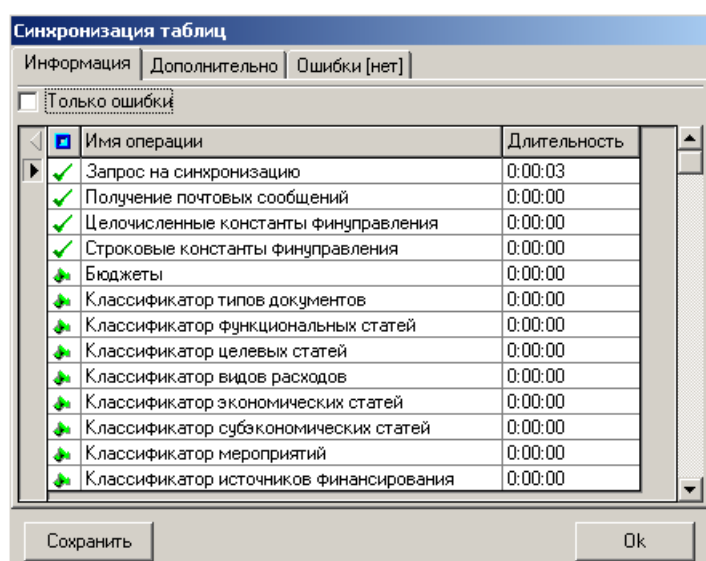 Синхронизация таблиц
Информация Дополнительно Ошибки [нет]
Только ошибки
Имя операции Длительность
Запрос на синхронизацию 0:00:03
Получение почтовых сообщений 0:00:00
Целочисленные константы финуправления 0:00:00
Строковые константы финуправления 0:00:00
Бюджеты 0:00:00
Классификатор типов документов 0:00:00
Классификатор функциональных статей 0:00:00
Классификатор целевых статей 0:00:00
Классификатор видов расходов 0:00:00
Классификатор экономических статей 0:00:00
Классификатор субэкономических статей 0:00:00
Классификатор мероприятий 0:00:00
Классификатор источников финансирования 0:00:00
Сохранить Ok